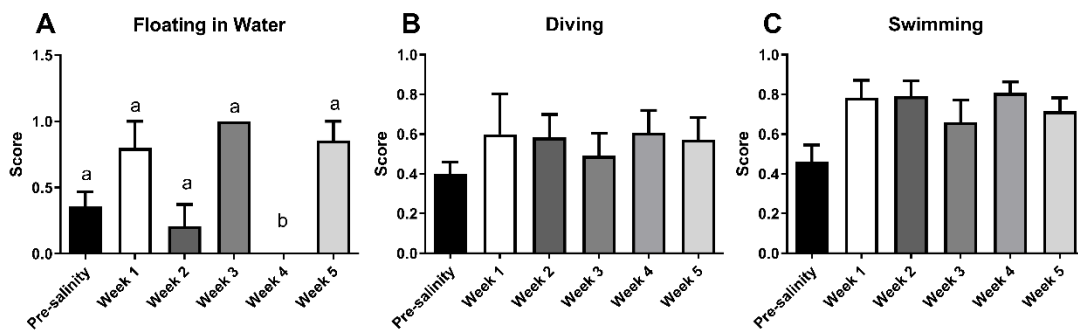 A Floating in Water
Score
1.5
1.0
0.5
0.0
a
a
a
a
b
a
Pre-salinity
Week 1
Week 2
Week 3
Week 4
Week 5
B Diving
Score
1.0
0.8
0.6
0.4
0.2
0.0
Pre-salinity
Week 1
Week 2
Week 3
Week 4
Week 5
C Swimming
Score
1.0
0.8
0.6
0.4
0.2
0.0
Pre-salinity
Week 1
Week 2
Week 3
Week 4
Week 5